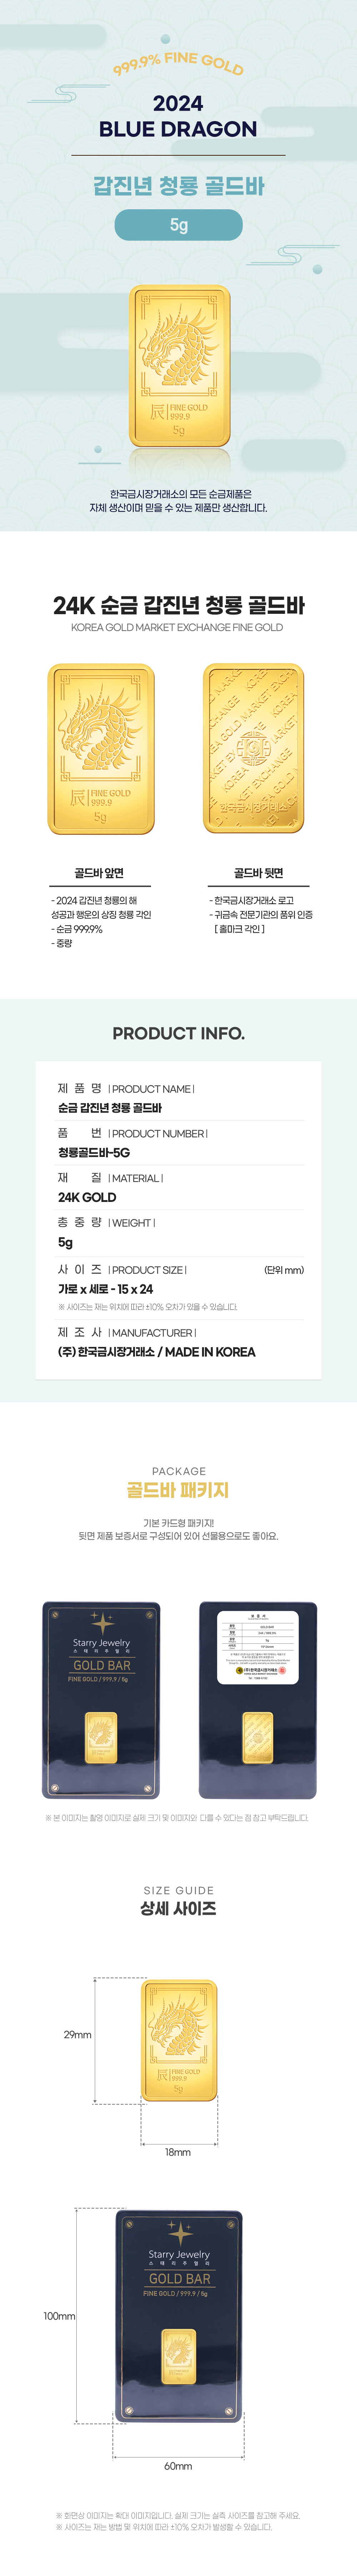 999.9% FINE GOLD
2024
BLUE DRAGON
갑진년 청룡 골드바
5g
辰 FINE GOLD
999.9
5g
한국금시장거래소의 모든 순금제품은
자체 생산이며 믿을 수 있는 제품만 생산합니다.
24K 순금 갑진년 청룡 골드바
KOREA GOLD MARKET EXCHANGE FINE GOLD
辰 FINE GOLD
999.9
5g
KOREA GOLD MARKET EXCHANGE
한국금시장거래소
골드바 앞면
- 2024 갑진년 청룡의 해
성공과 행운의 상징 청룡 각인
- 순금 999.9%
- 중량
골드바 뒷면
- 한국금시장거래소 로고
- 귀금속 전문기관의 품위 인증
[ 홀마크 각인 ]
PRODUCT INFO.
제 품 명 | PRODUCT NAME |
순금 갑진년 청룡 골드바
품 번 | PRODUCT NUMBER |
청룡골드바-5G
재 질 | MATERIAL |
24K GOLD
총 중 량 | WEIGHT |
5g
사 이 즈 | PRODUCT SIZE | (단위 mm)
가로 x 세로 - 15 x 24
※ 사이즈는 재는 위치에 따라 ±10% 오차가 있을 수 있습니다.
제 조 사 | MANUFACTURER |
(주) 한국금시장거래소 / MADE IN KOREA
PACKAGE
골드바 패키지
기본 카드형 패키지!
뒷면 제품 보증서로 구성되어 있어 선물용으로도 좋아요.
Starry Jewelry
스 태 리 주 얼 리
GOLD BAR
FINE GOLD / 999.9 / 5g
보 증 서
GOLD BAR
5g
(주)한국금시장거래소
※ 본 이미지는 촬영 이미지로 실제 크기 및 이미지와 다를 수 있다는 점 참고 부탁드립니다.
SIZE GUIDE
상세 사이즈
29mm
辰 FINE GOLD
999.9
5g
18mm
Starry Jewelry
스 태 리 주 얼 리
GOLD BAR
FINE GOLD / 999.9 / 5g
100mm
60mm
※ 화면상 이미지는 확대 이미지입니다. 실제 크기는 실측 사이즈를 참고해 주세요.
※ 사이즈는 재는 방법 및 위치에 따라 ±10% 오차가 발생할 수 있습니다.